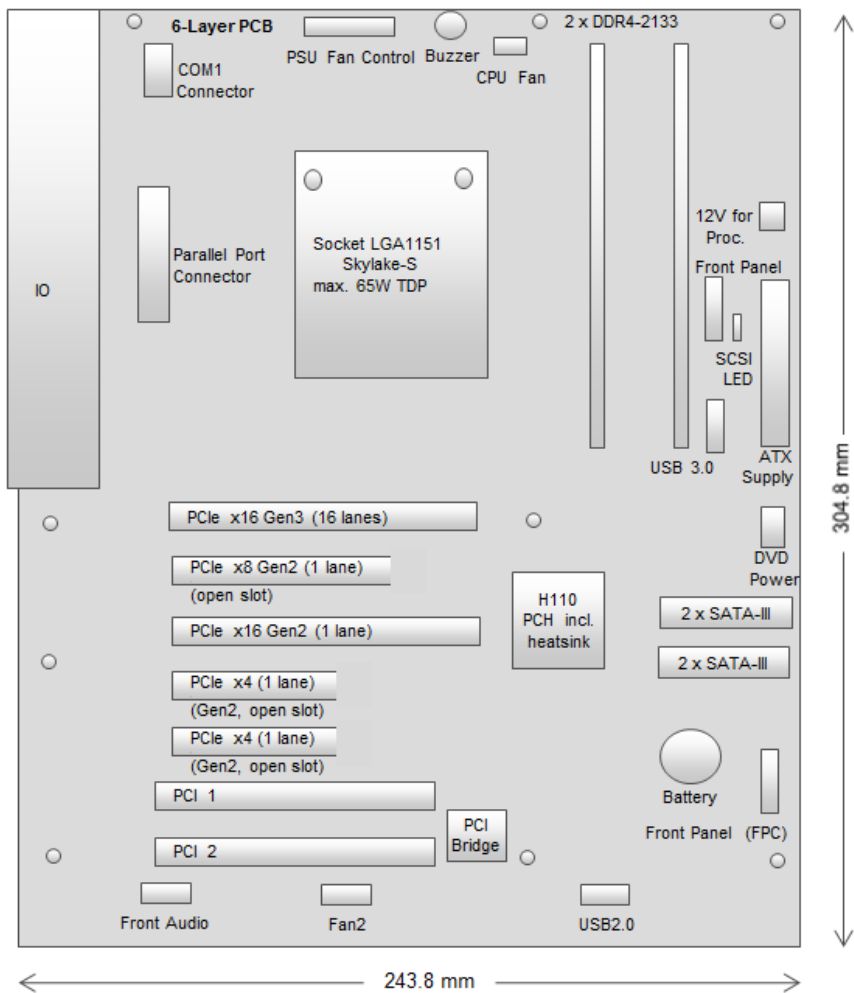 6-Layer PCB
2 x DDR4-2133
PSU Fan Control
Buzzer
CPU Fan
COM1
Connector
12V for
Proc.
Parallel Port
Connector
Socket LGA1151
Skylake-S
max. 65W TDP
Front Panel
IO
SCSI
LED
USB 3.0
ATX
Supply
304.8 mm
PCIe x16 Gen3 (16 lanes)
PCIe x8 Gen2 (1 lane)
(open slot)
DVD
Power
H110
PCH incl.
heatsink
2 x SATA-III
PCIe x16 Gen2 (1 lane)
2 x SATA-III
PCIe x4 (1 lane)
(Gen2, open slot)
PCIe x4 (1 lane)
(Gen2, open slot)
PCI 1
Battery
PCI
Bridge
Front Panel (FPC)
PCI 2
Front Audio
Fan2
USB2.0
243.8 mm